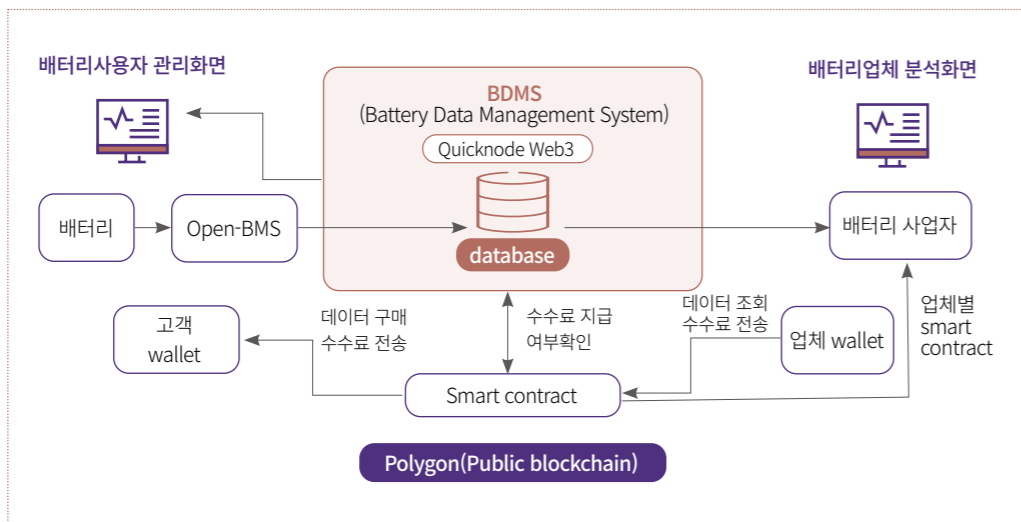 배터리사용자 관리화면
BDMS
(Battery Data Management System)
Quicknode Web3
database
배터리업체 분석화면
배터리
Open-BMS
배터리 사업자
고객
wallet
데이터 구매
수수료 전송
수수료 지급
여부확인
데이터 조회
수수료 전송
업체 wallet
업체별
smart
contract
Smart contract
Polygon(Public blockchain)